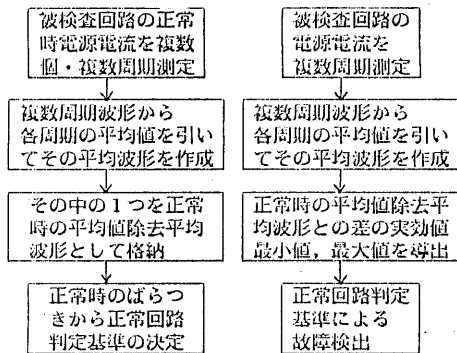 被検査回路の正常
時電源電流を複数
個・複数周期測定
複数周期波形から
各周期の平均値を引い
てその平均波形を作成
その中の1つを正常
時の平均値除去平均
波形として格納
正常時のばらつ
きから正常回路
判定基準の決定
被検査回路の
電源電流を
複数周期測定
複数周期波形から
各周期の平均値を引い
てその平均波形を作成
正常時の平均値除去平
均波形との差の実効値
最小値，最大値を導出
正常回路判定
基準による
故障検出